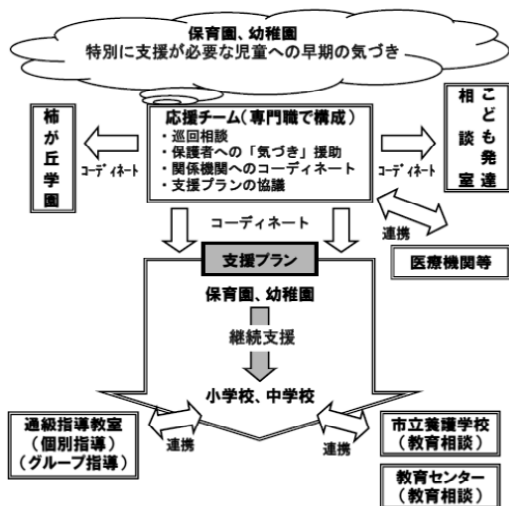 保育園、幼稚園
特別に支援が必要な児童への早期の気づき
柿が丘学園
コーディネート
応援チーム(専門職で構成)
・巡回相談
・保護者への「気づき」援助
・関係機関へのコーディネート
・支援プランの協議
コーディネート
こども発達
相談室
コーディネート
連携
医療機関等
支援プラン
保育園、幼稚園
継続支援
小学校、中学校
通級指導教室
(個別指導)
(グループ指導)
連携
連携
市立養護学校
(教育相談)
教育センター
(教育相談)